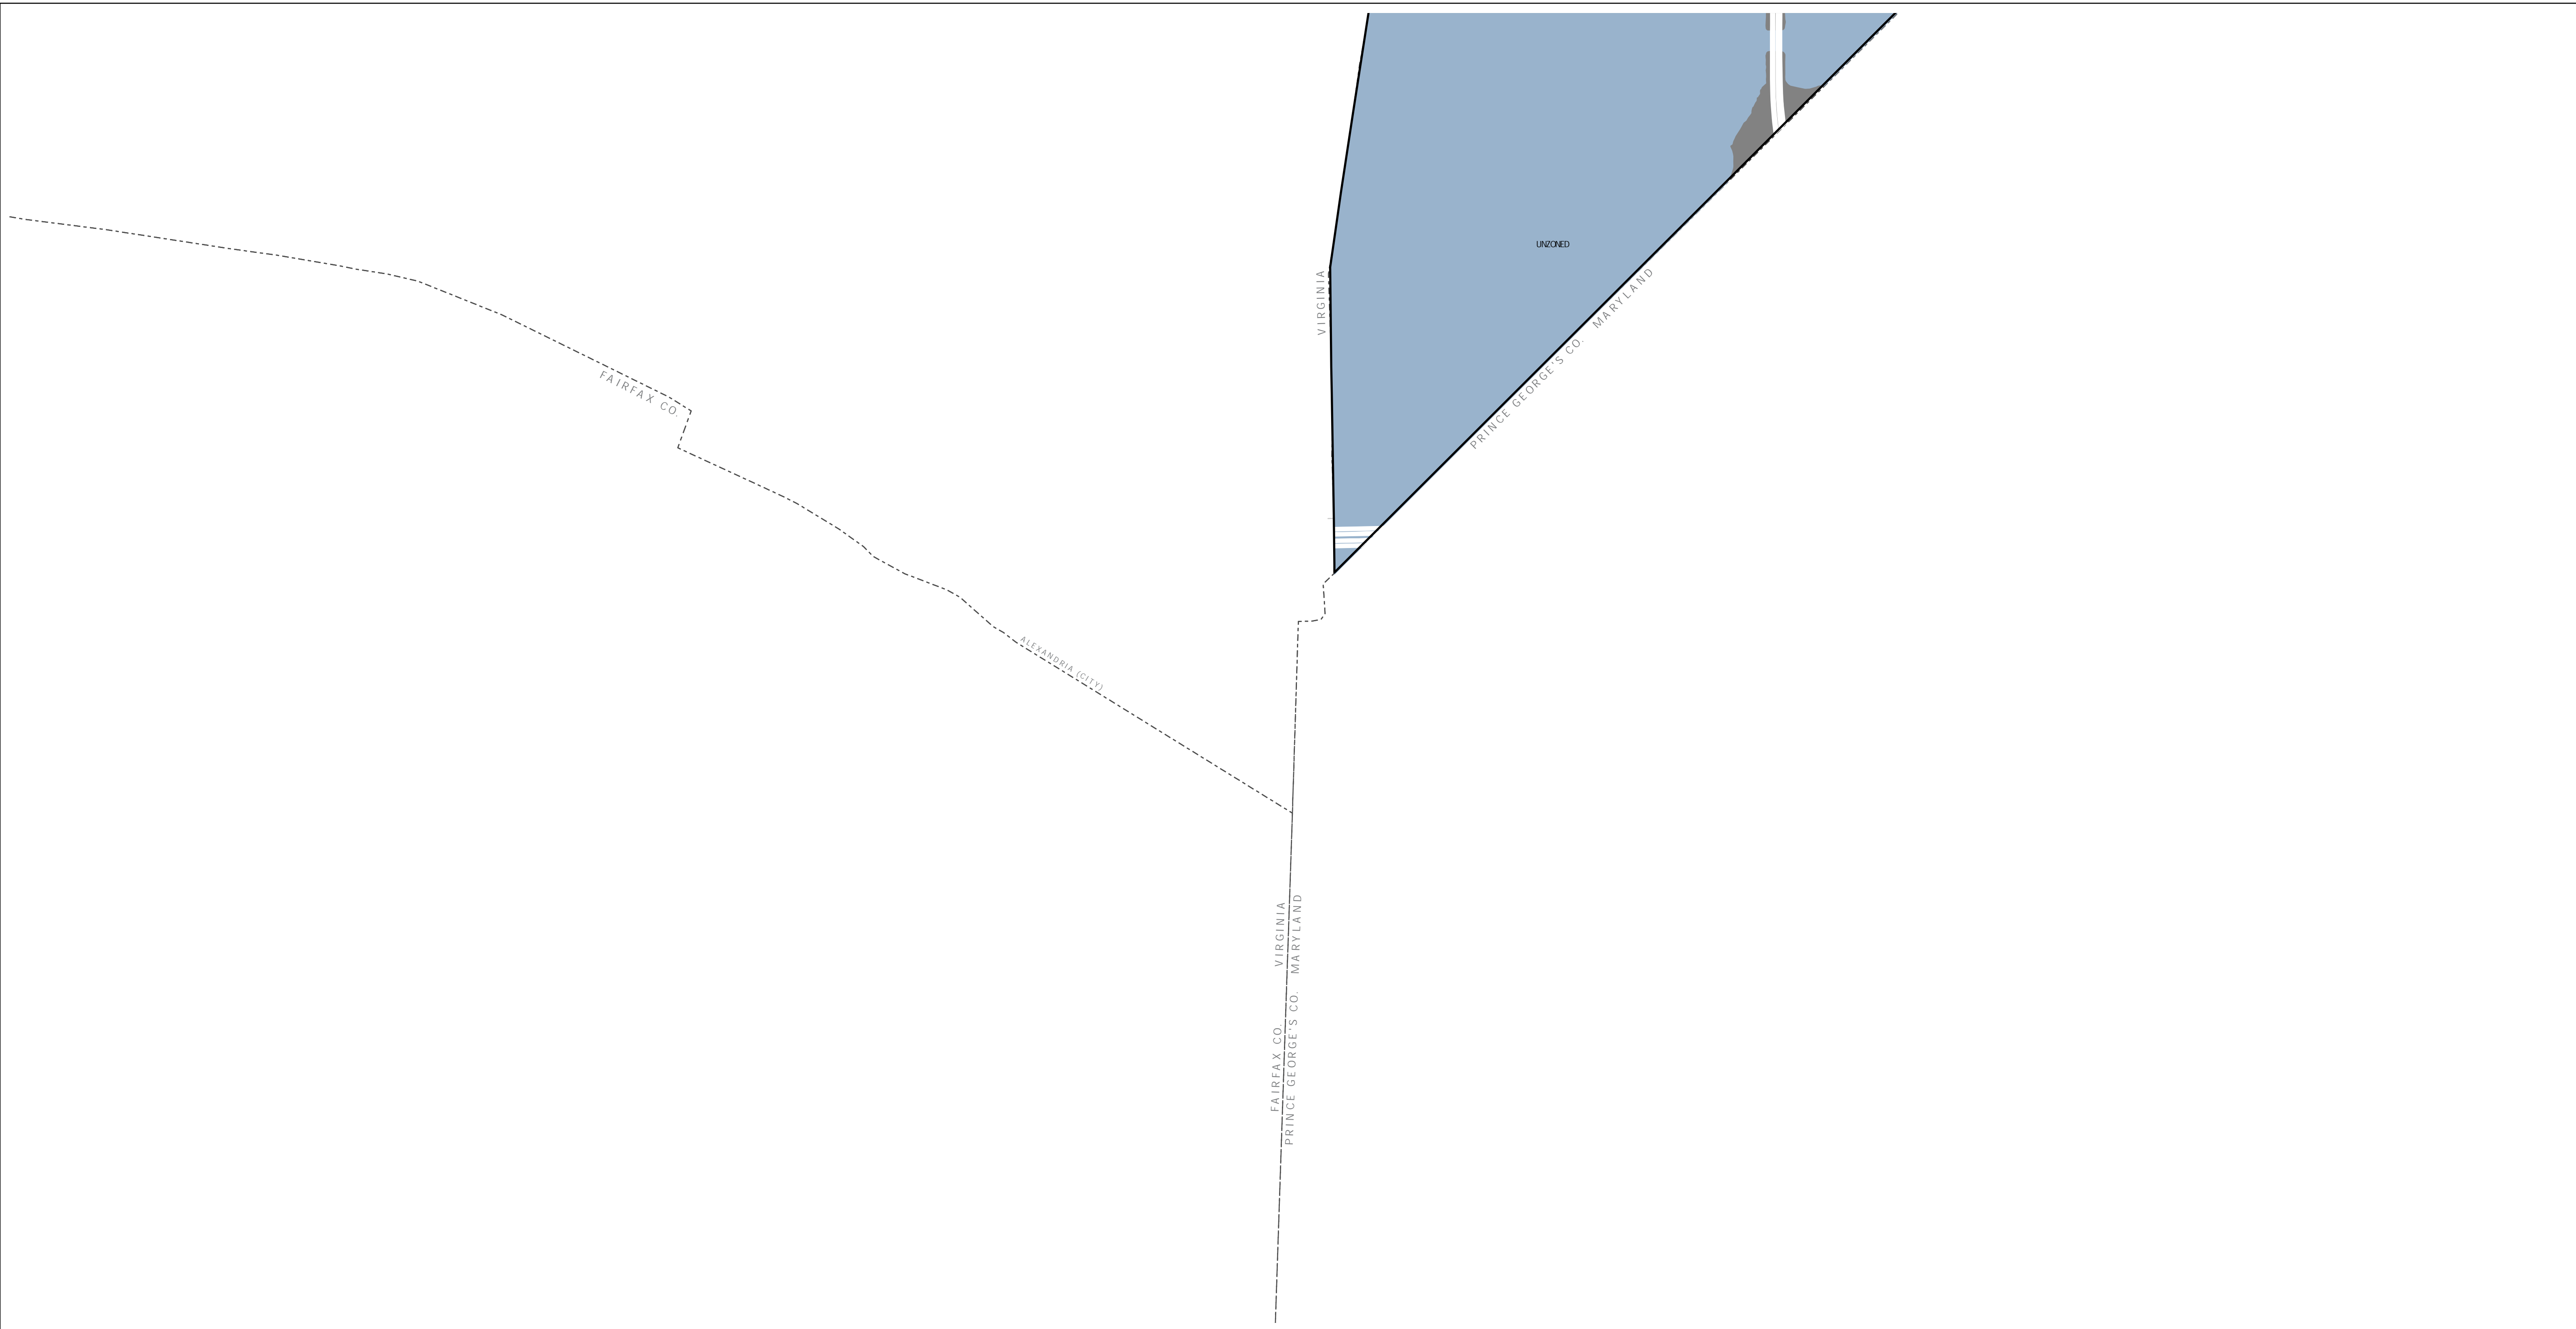 UNZONED
VIRGINIA
PRINCE GEORGE'S CO. MARYLAND
FAIRFAX CO.
ALEXANDRIA (CITY)
FAIRFAX CO. VIRGINIA
PRINCE GEORGE'S CO. MARYLAND